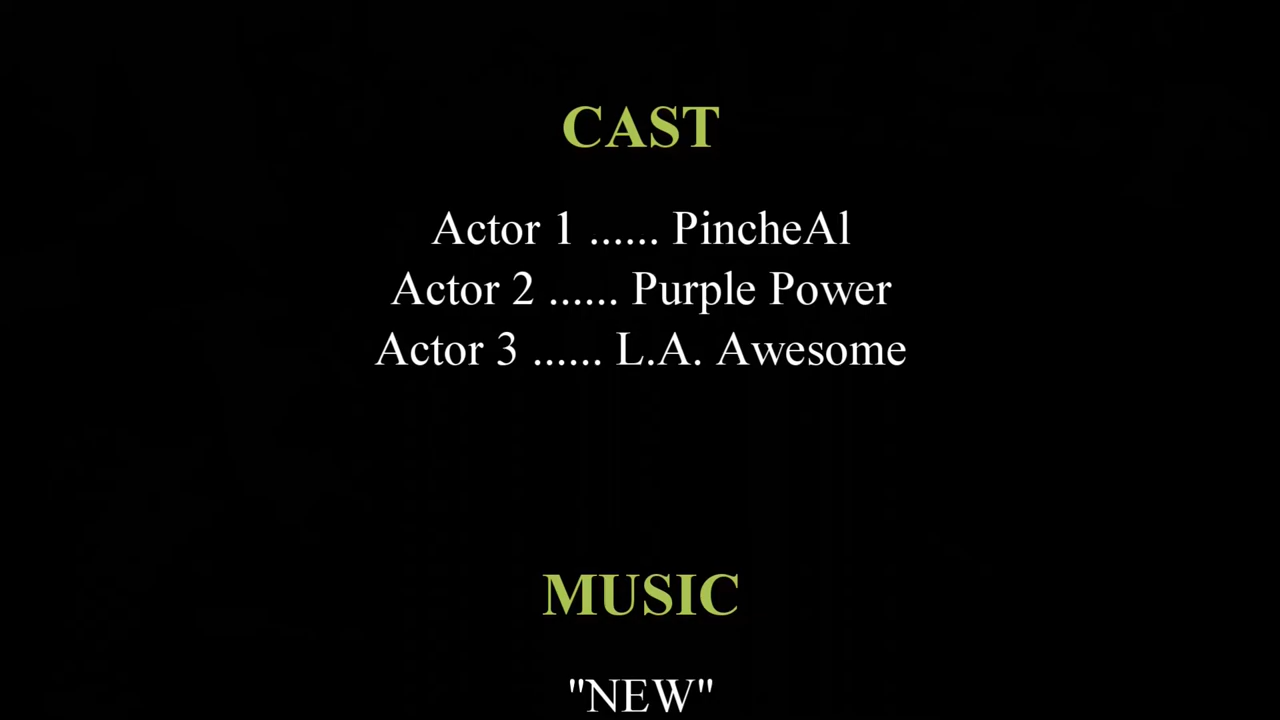 CAST
Actor 1 ...... PincheAl
Actor 2 ...... Purple Power
Actor 3 ...... L.A. Awesome
MUSIC
"NEW"